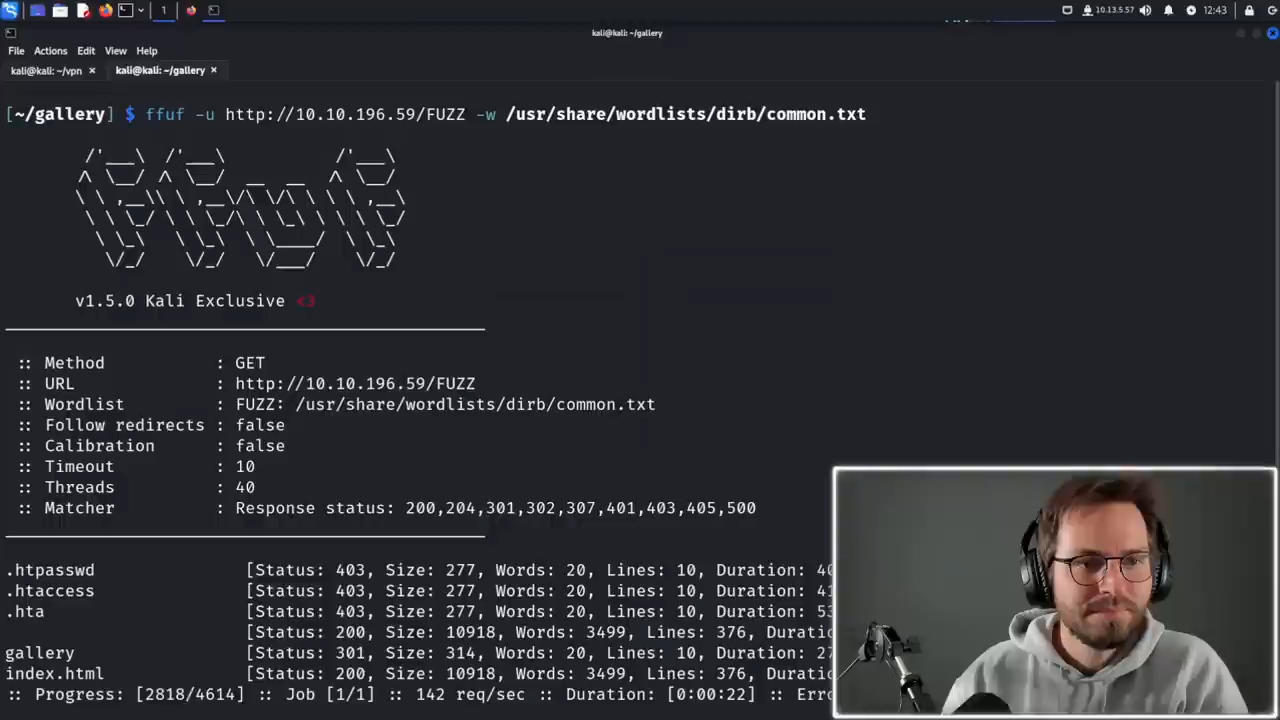 10.13.5.57 12:43
kali@kali: ~/gallery
File Actions Edit View Help
kali@kali: ~/vpn × kali@kali: ~/gallery ×
[~/gallery] $ ffuf -u http://10.10.196.59/FUZZ -w /usr/share/wordlists/dirb/common.txt
v1.5.0 Kali Exclusive <3
:: Method : GET
:: URL : http://10.10.196.59/FUZZ
:: Wordlist : FUZZ: /usr/share/wordlists/dirb/common.txt
:: Follow redirects : false
:: Calibration : false
:: Timeout : 10
:: Threads : 40
:: Matcher : Response status: 200,204,301,302,307,401,403,405,500
.htpasswd [Status: 403, Size: 277, Words: 20, Lines: 10, Duration:
.htaccess [Status: 403, Size: 277, Words: 20, Lines: 10, Duration:
.hta [Status: 403, Size: 277, Words: 20, Lines: 10, Duration:
[Status: 200, Size: 10918, Words: 3499, Lines: 376,
gallery [Status: 301, Size: 314, Words: 20, Lines: 10, Duration:
index.html [Status: 200, Size: 10918, Words: 3499, Lines: 376,
:: Progress: [2818/4614] :: Job [1/1] :: 142 req/sec :: Duration: [0:00:22] ::